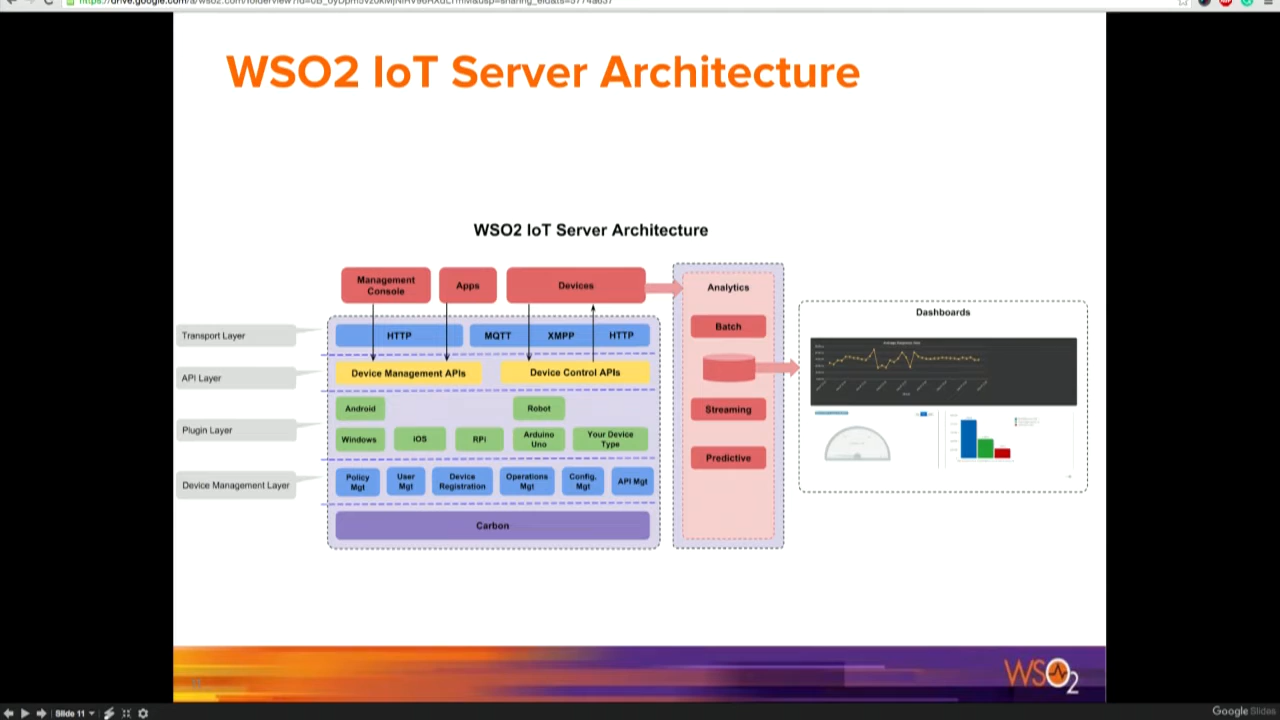 WSO2 IoT Server Architecture
WSO2 IoT Server Architecture
Management
Console
Apps
Devices
Analytics
Batch
Streaming
Predictive
Dashboards
Transport Layer
HTTP
MQTT
XMPP
HTTP
API Layer
Device Management APIs
Device Control APIs
Plugin Layer
Android
Robot
Windows
iOS
RPi
Arduino
Uno
Your Device
Type
Device Management Layer
Policy
Mgt
User
Mgt
Device
Registration
Operations
Mgt
Config.
Mgt
API Mgt
Carbon
WSO2
Slide 11
Google Slides